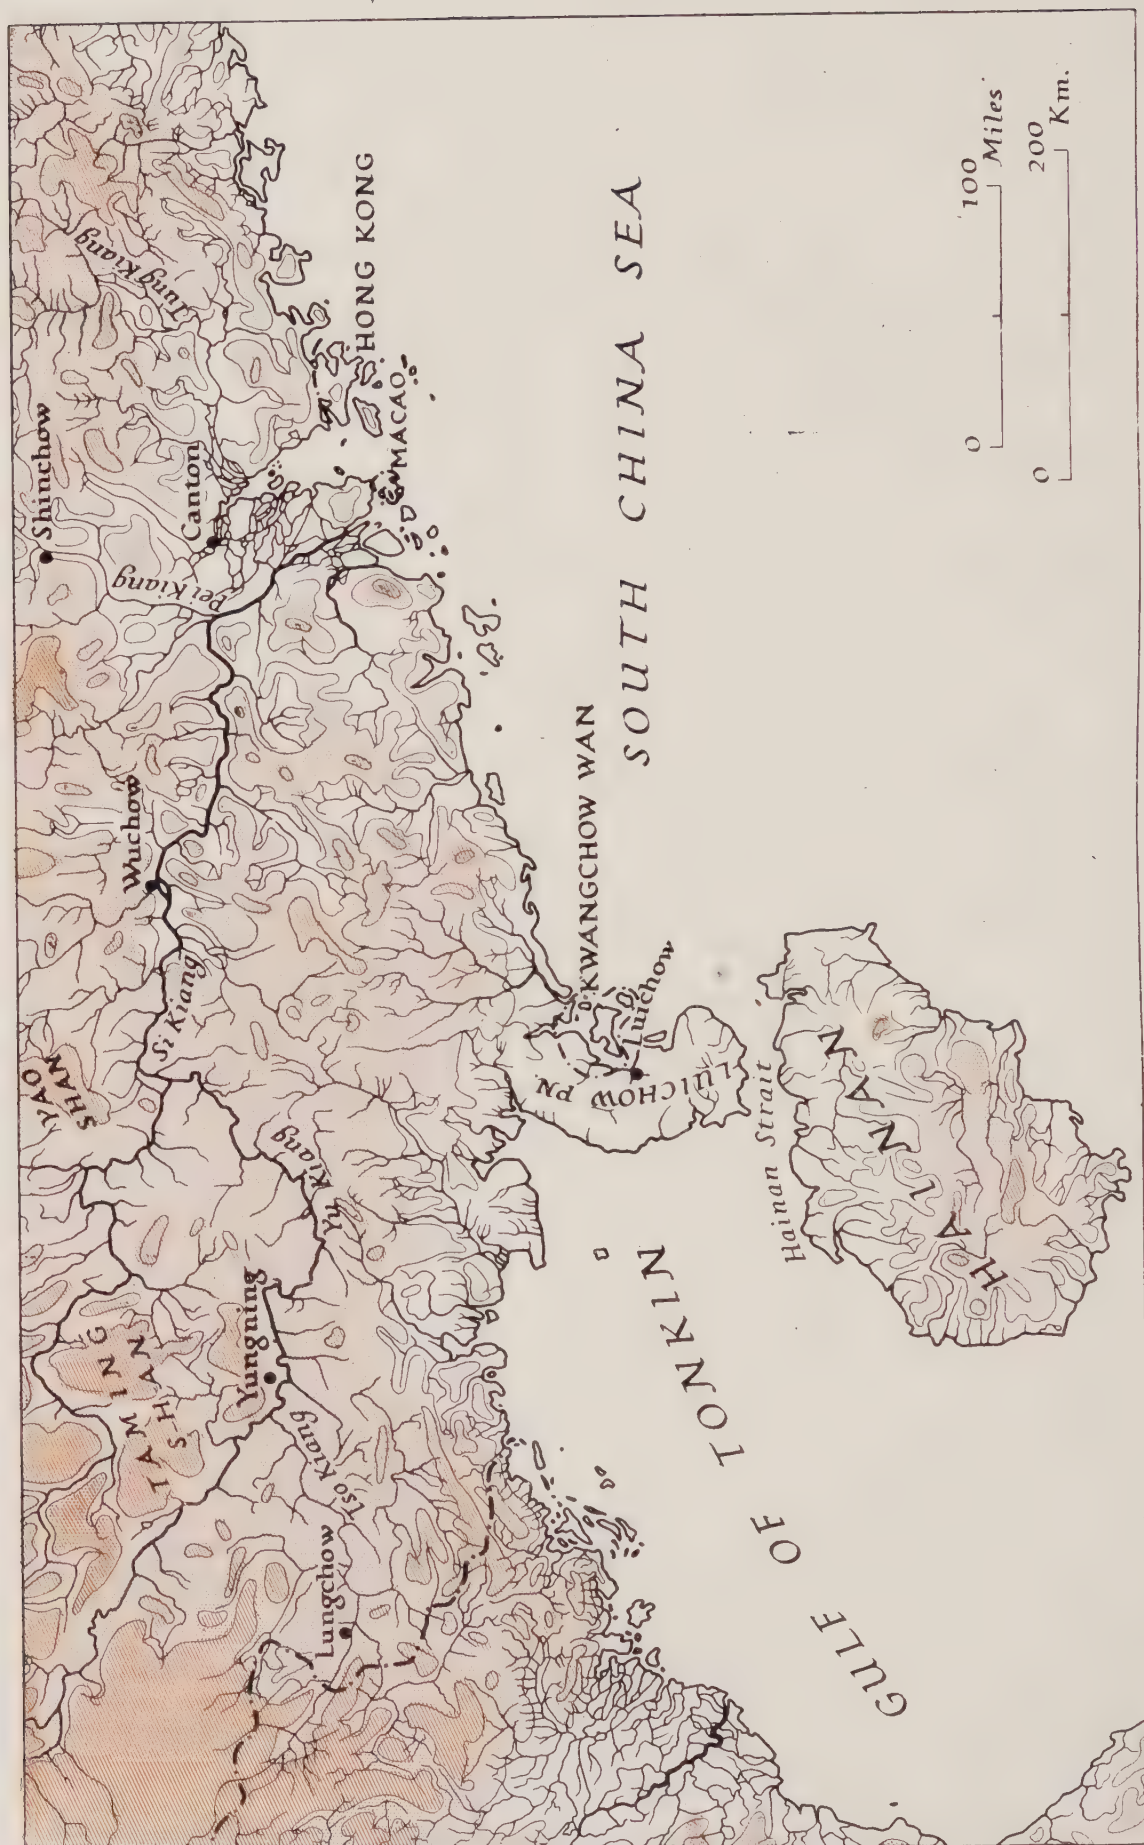 Shinchow
Tung Kiang
Canton
Pei Kiang
HONG KONG
MACAO
Wuchow
Si Kiang
YAO
SHAN
Yu Kiang
Yungning
TAMING
SHAN
Tso Kiang
Lungchow
KWANGCHOW WAN
Luichow
LUICHOW PN.
Hainan Strait
HAINAN
SOUTH CHINA SEA
GULF OF TONKIN
0 100
Miles
0 200
Km.